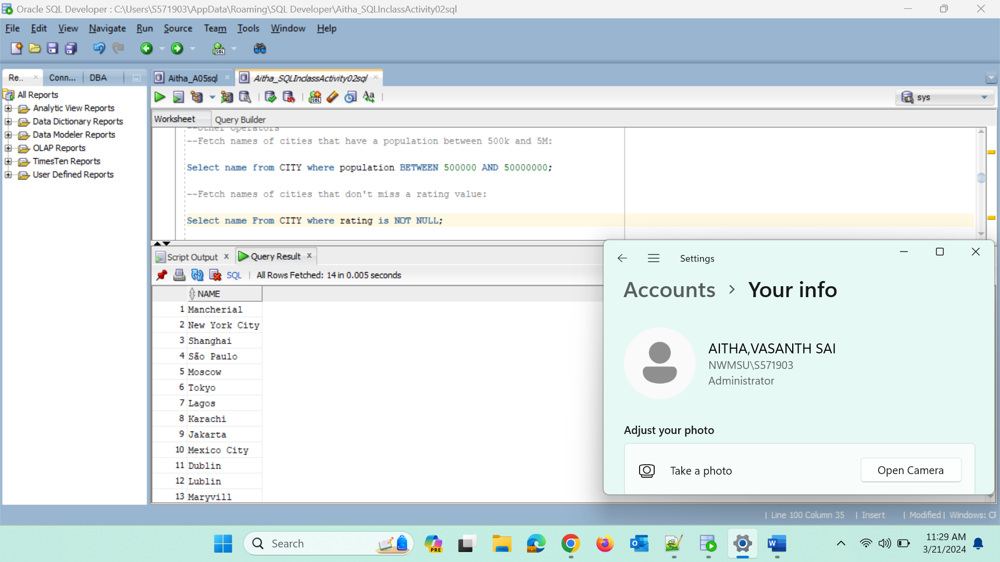 Oracle SQL Developer : C:\Users\S571903\AppData\Roaming\SQL Developer\Aitha_SQLInclassActivity02sql
File Edit View Navigate Run Source Team Tools Window Help
SQL
Re.. × Conn... DBA
Aitha_A05sql × Aitha_SQLInclassActivity02sql ×
All Reports
Analytic View Reports
Data Dictionary Reports
Data Modeler Reports
OLAP Reports
TimesTen Reports
User Defined Reports
SQL Aa sys
Worksheet Query Builder
--Other Operators
--Fetch names of cities that have a population between 500k and 5M:
Select name from CITY where population BETWEEN 500000 AND 50000000;
--Fetch names of cities that don't miss a rating value:
Select name From CITY where rating is NOT NULL;
Script Output x Query Result x
SQL | All Rows Fetched: 14 in 0.005 seconds
NAME
1 Mancherial
2 New York City
3 Shanghai
4 São Paulo
5 Moscow
6 Tokyo
7 Lagos
8 Karachi
9 Jakarta
10 Mexico City
11 Dublin
12 Lublin
13 Maryvill
Settings
Accounts > Your info
AITHA,VASANTH SAI
NWMSU\S571903
Administrator
Adjust your photo
Take a photo Open Camera
| Line 100 Column 35 | Insert | Modified | Windows: CR
Search
PRE
W
11:29 AM
3/21/2024